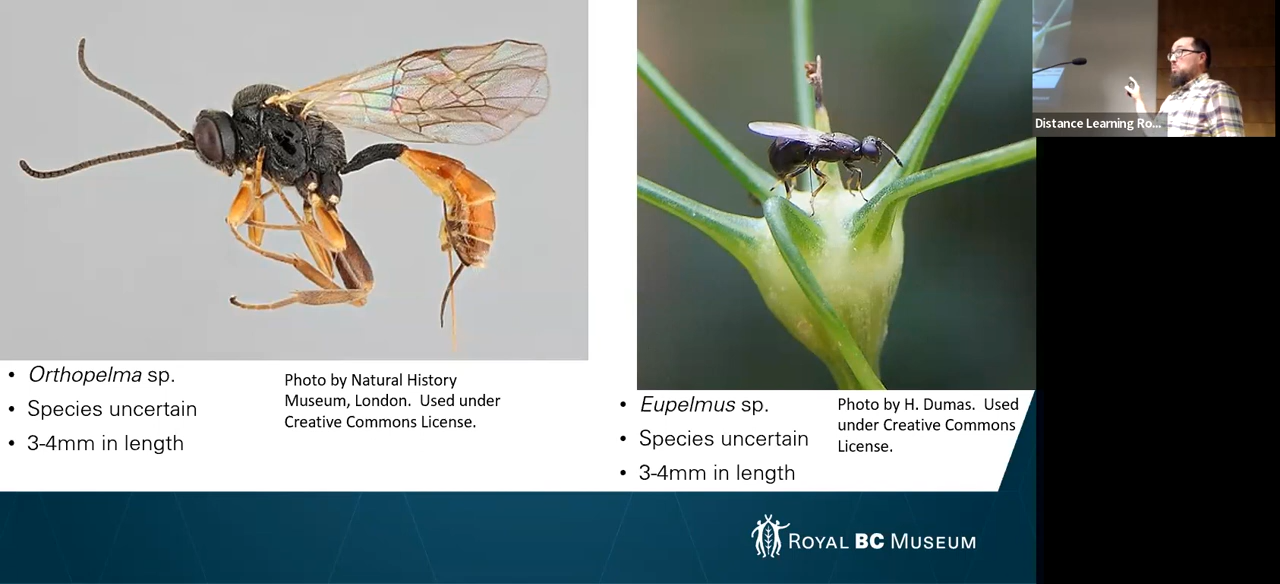 Distance Learning Ro...
• Orthopelma sp.
• Species uncertain
• 3-4mm in length
Photo by Natural History
Museum, London. Used under
Creative Commons License.
• Eupelmus sp.
• Species uncertain
• 3-4mm in length
Photo by H. Dumas. Used
under Creative Commons
License.
ROYAL BC MUSEUM